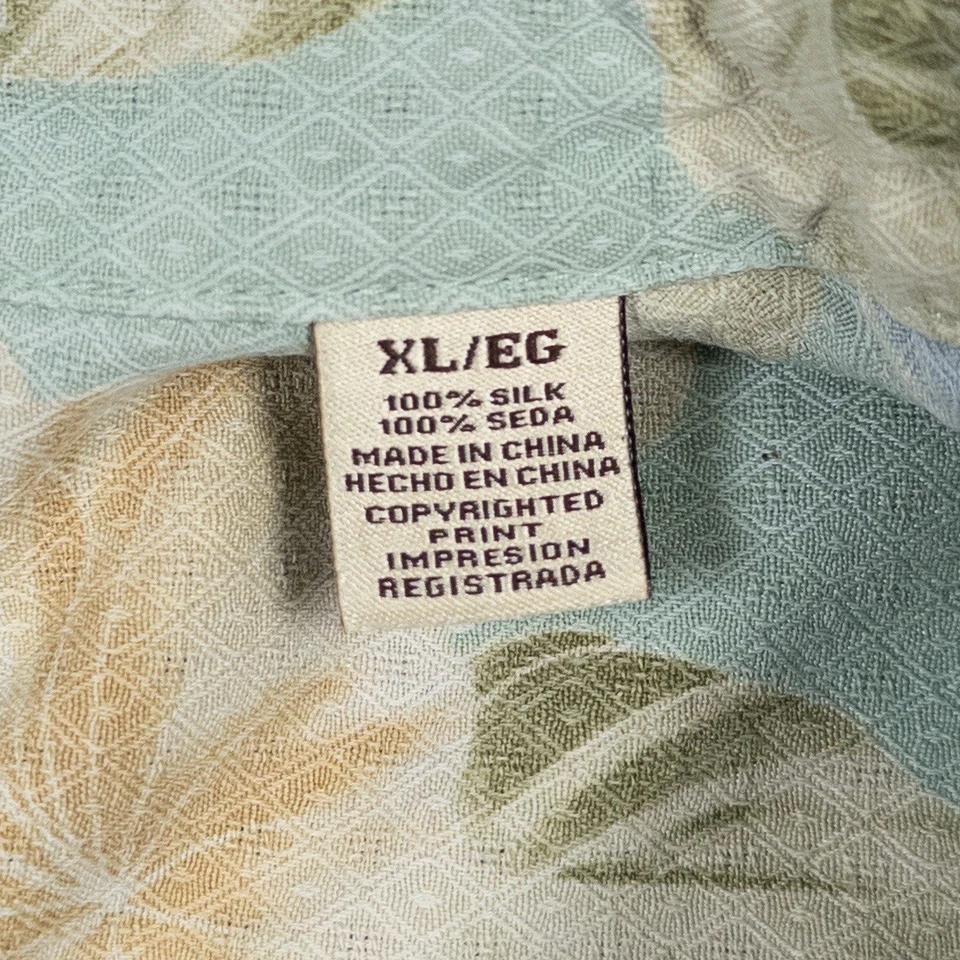 XL/EG
100% SILK
100% SEDA
MADE IN CHINA
HECHO EN CHINA
COPYRIGHTED
PRINT
IMPRESION
REGISTRADA